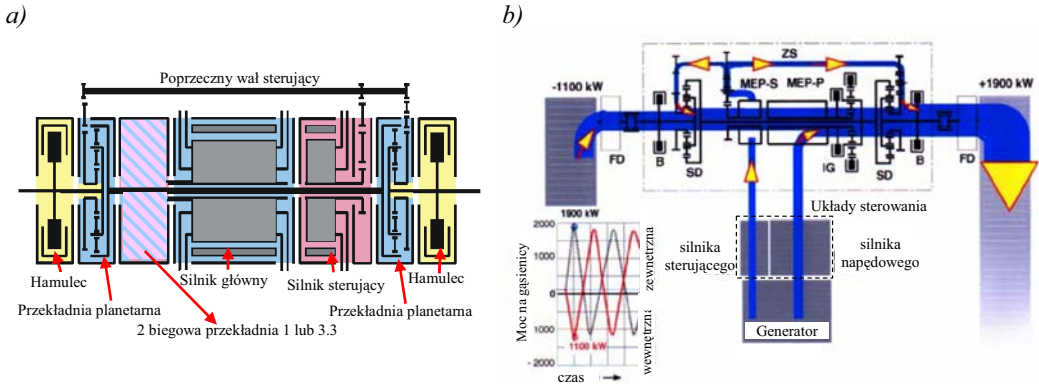 a)
Poprzeczny wał sterujący
Hamulec
Silnik główny
Silnik sterujący
Hamulec
Przekładnia planetarna
Przekładnia planetarna
2 biegowa przekładnia 1 lub 3.3
b)
ZS
-1100 kW
MEP-S
MEP-P
+1900 kW
FD
B
SD
IG
SD
B
FD
Układy sterowania
silnika
sterującego
silnika
napędowego
Generator
1900 kW
2000
1000
0
1000
- 2000
1100 kW
Moc na gąsienicy
zewnętrzna
wewnętrzna
czas